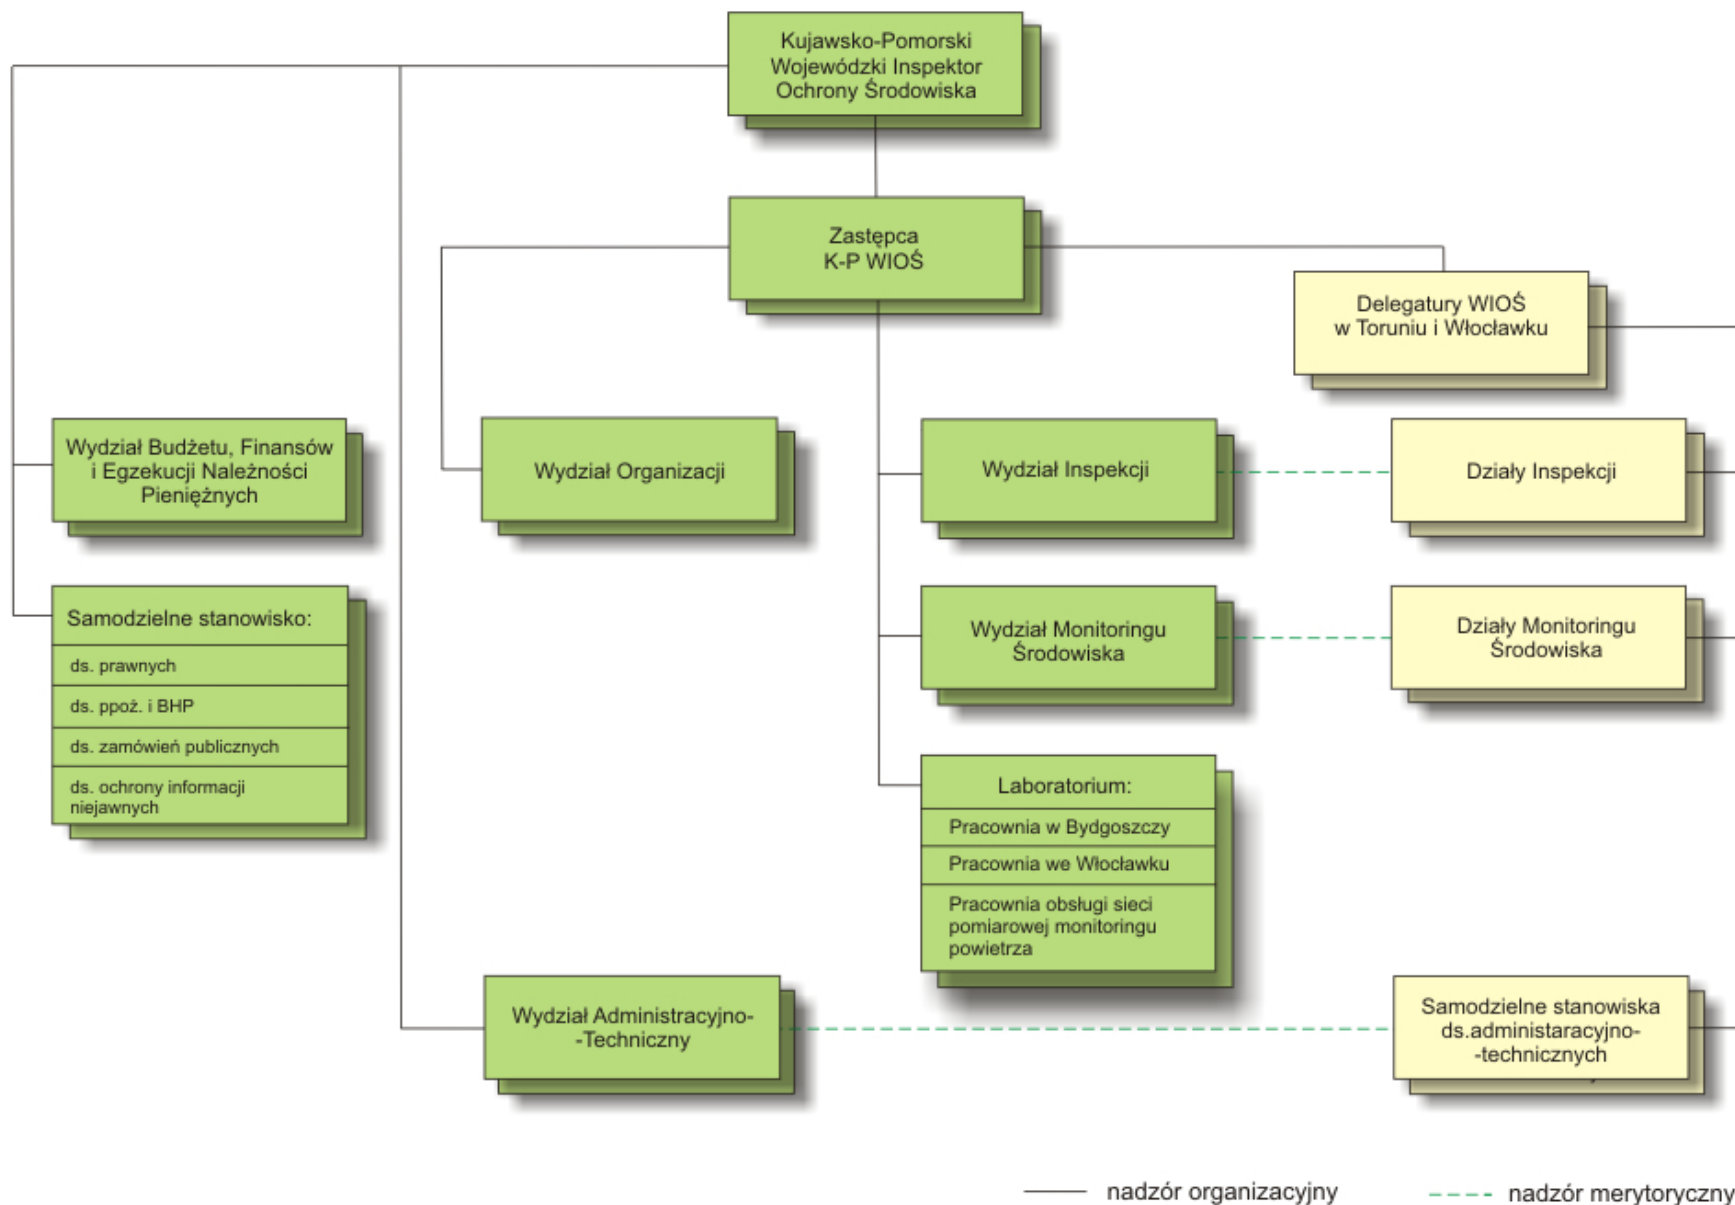 Kujawsko-Pomorski
Wojewódzki Inspektor
Ochrony Środowiska
Zastępca
K-P WIOŚ
Delegatury WIOŚ
w Toruniu i Włocławku
Wydział Budżetu, Finansów
i Egzekucji Należności
Pieniężnych
Wydział Organizacji
Wydział Inspekcji
Działy Inspekcji
Samodzielne stanowisko:
ds. prawnych
ds. ppoż. i BHP
ds. zamówień publicznych
ds. ochrony informacji
niejawnych
Wydział Monitoringu
Środowiska
Działy Monitoringu
Środowiska
Laboratorium:
Pracownia w Bydgoszczy
Pracownia we Włocławku
Pracownia obsługi sieci
pomiarowej monitoringu
powietrza
Wydział Administracyjno-
-Techniczny
Samodzielne stanowiska
ds.administaracyjno-
-technicznych
nadzór organizacyjny
nadzór merytoryczny